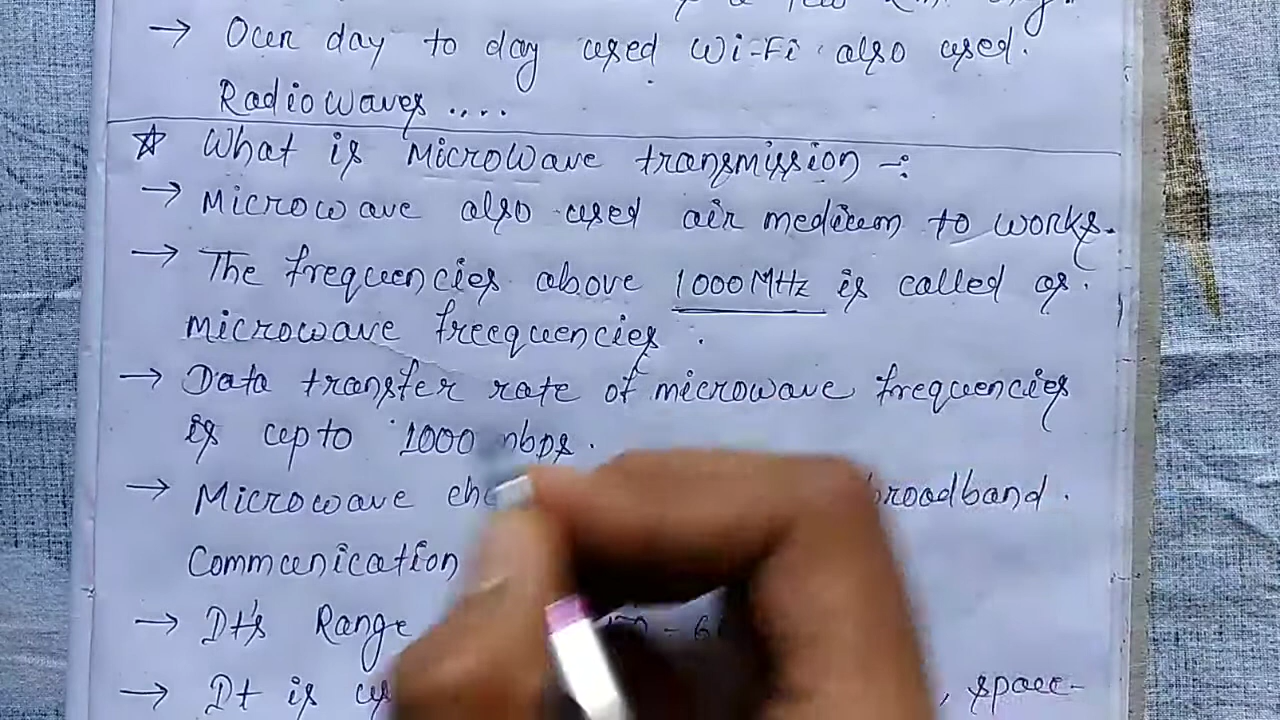 → Our day to day used Wi-Fi also used.
Radiowaves ....
☆ What is Microwave transmission -:
→ Microwave also used air medium to works.
→ The frequencies above 1000MHz is called as
microwave frecquencies.
→ Data transfer rate of microwave frequencies
is upto 1000 mbps.
→ Microwave broadband
Communication
→ It's Range
→ It is space-